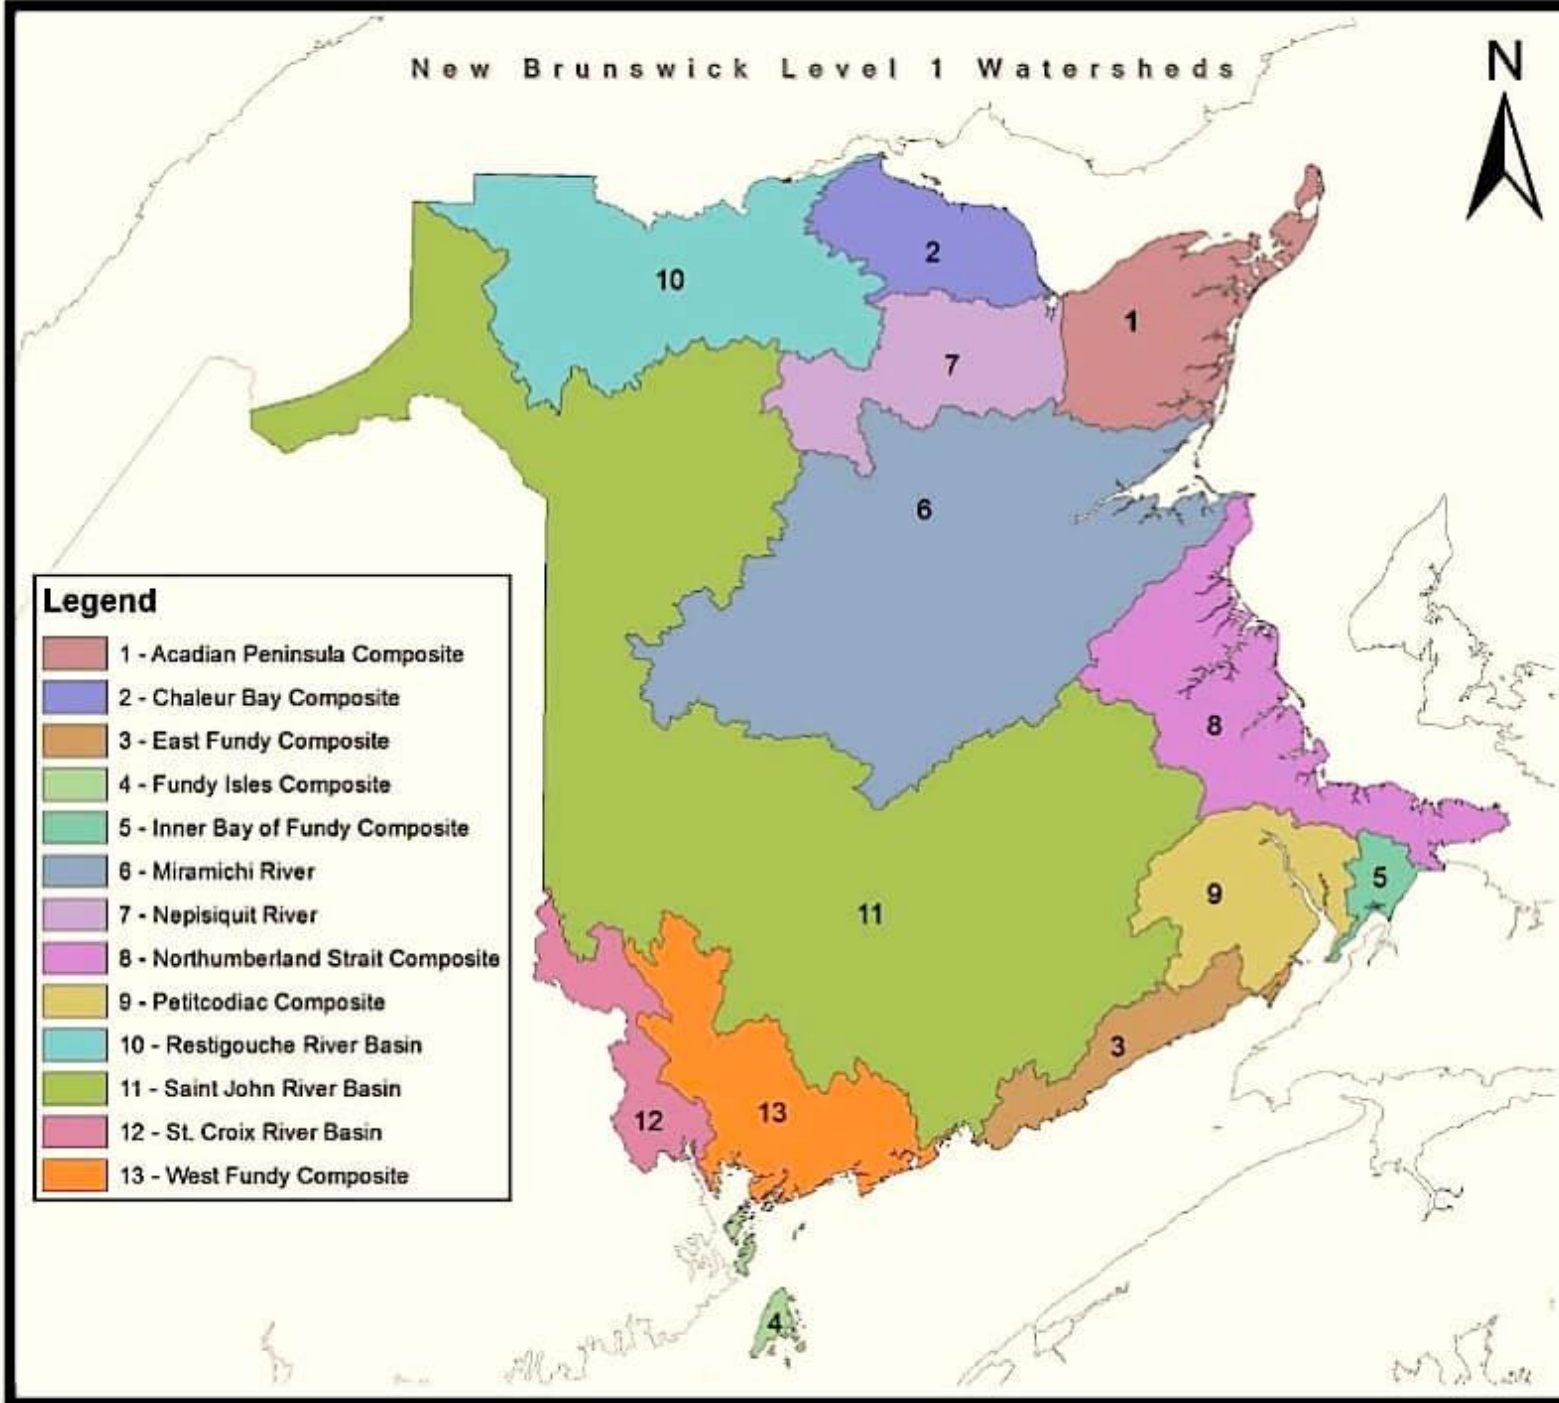 New Brunswick Level 1 Watersheds
N
10
2
1
7
6
8
9
5
11
3
12
13
4
Legend
1 - Acadian Peninsula Composite
2 - Chaleur Bay Composite
3 - East Fundy Composite
4 - Fundy Isles Composite
5 - Inner Bay of Fundy Composite
6 - Miramichi River
7 - Nepisiquit River
8 - Northumberland Strait Composite
9 - Petitcodiac Composite
10 - Restigouche River Basin
11 - Saint John River Basin
12 - St. Croix River Basin
13 - West Fundy Composite